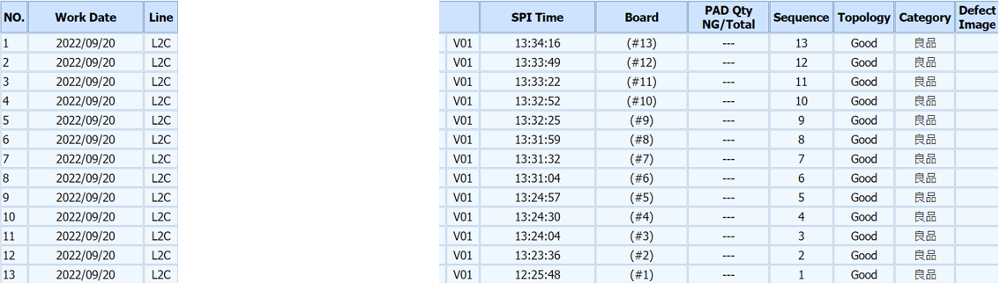 NO. Work Date Line SPI Time Board PAD Qty NG/Total Sequence Topology Category Defect Image
1 2022/09/20 L2C V01 13:34:16 (#13) --- 13 Good 良品
2 2022/09/20 L2C V01 13:33:49 (#12) --- 12 Good 良品
3 2022/09/20 L2C V01 13:33:22 (#11) --- 11 Good 良品
4 2022/09/20 L2C V01 13:32:52 (#10) --- 10 Good 良品
5 2022/09/20 L2C V01 13:32:25 (#9) --- 9 Good 良品
6 2022/09/20 L2C V01 13:31:59 (#8) --- 8 Good 良品
7 2022/09/20 L2C V01 13:31:32 (#7) --- 7 Good 良品
8 2022/09/20 L2C V01 13:31:04 (#6) --- 6 Good 良品
9 2022/09/20 L2C V01 13:24:57 (#5) --- 5 Good 良品
10 2022/09/20 L2C V01 13:24:30 (#4) --- 4 Good 良品
11 2022/09/20 L2C V01 13:24:04 (#3) --- 3 Good 良品
12 2022/09/20 L2C V01 13:23:36 (#2) --- 2 Good 良品
13 2022/09/20 L2C V01 12:25:48 (#1) --- 1 Good 良品